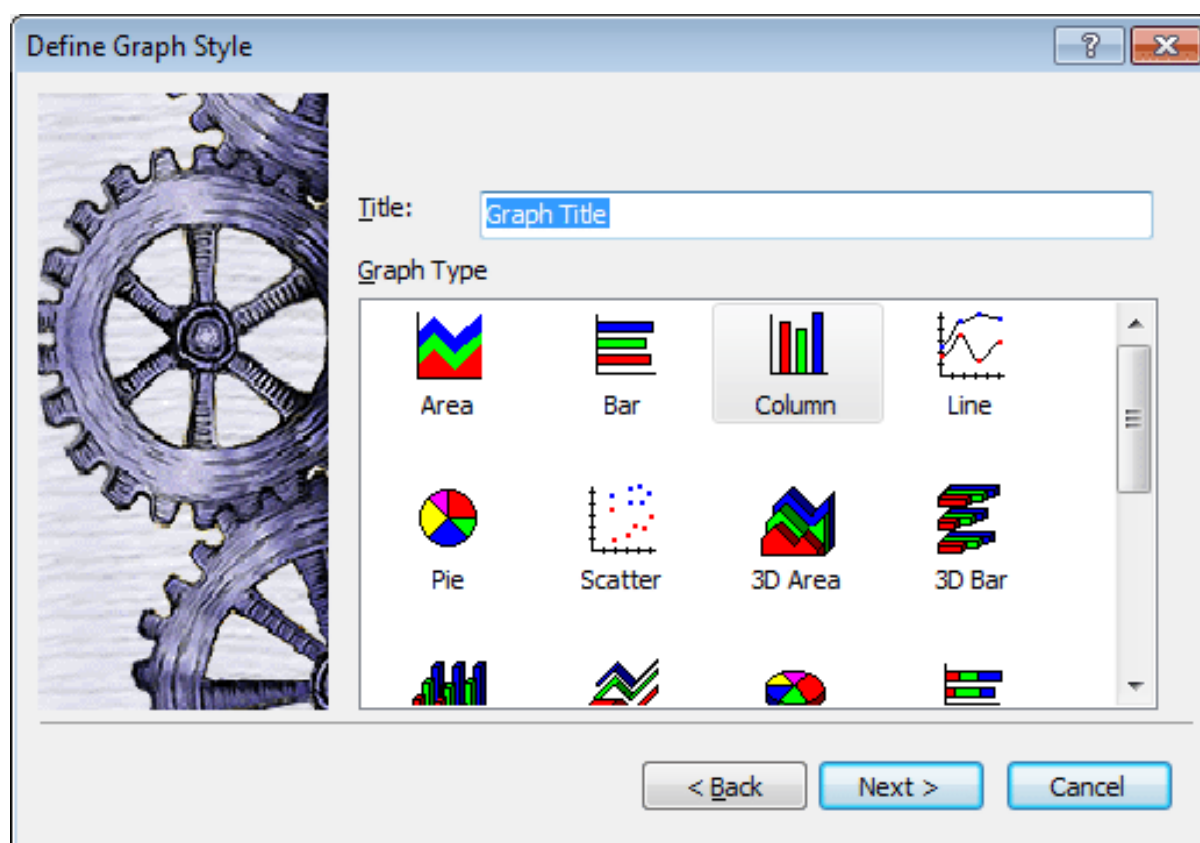 Define Graph Style
Title: Graph Title
Graph Type
Area Bar Column Line
Pie Scatter 3D Area 3D Bar
< Back Next > Cancel